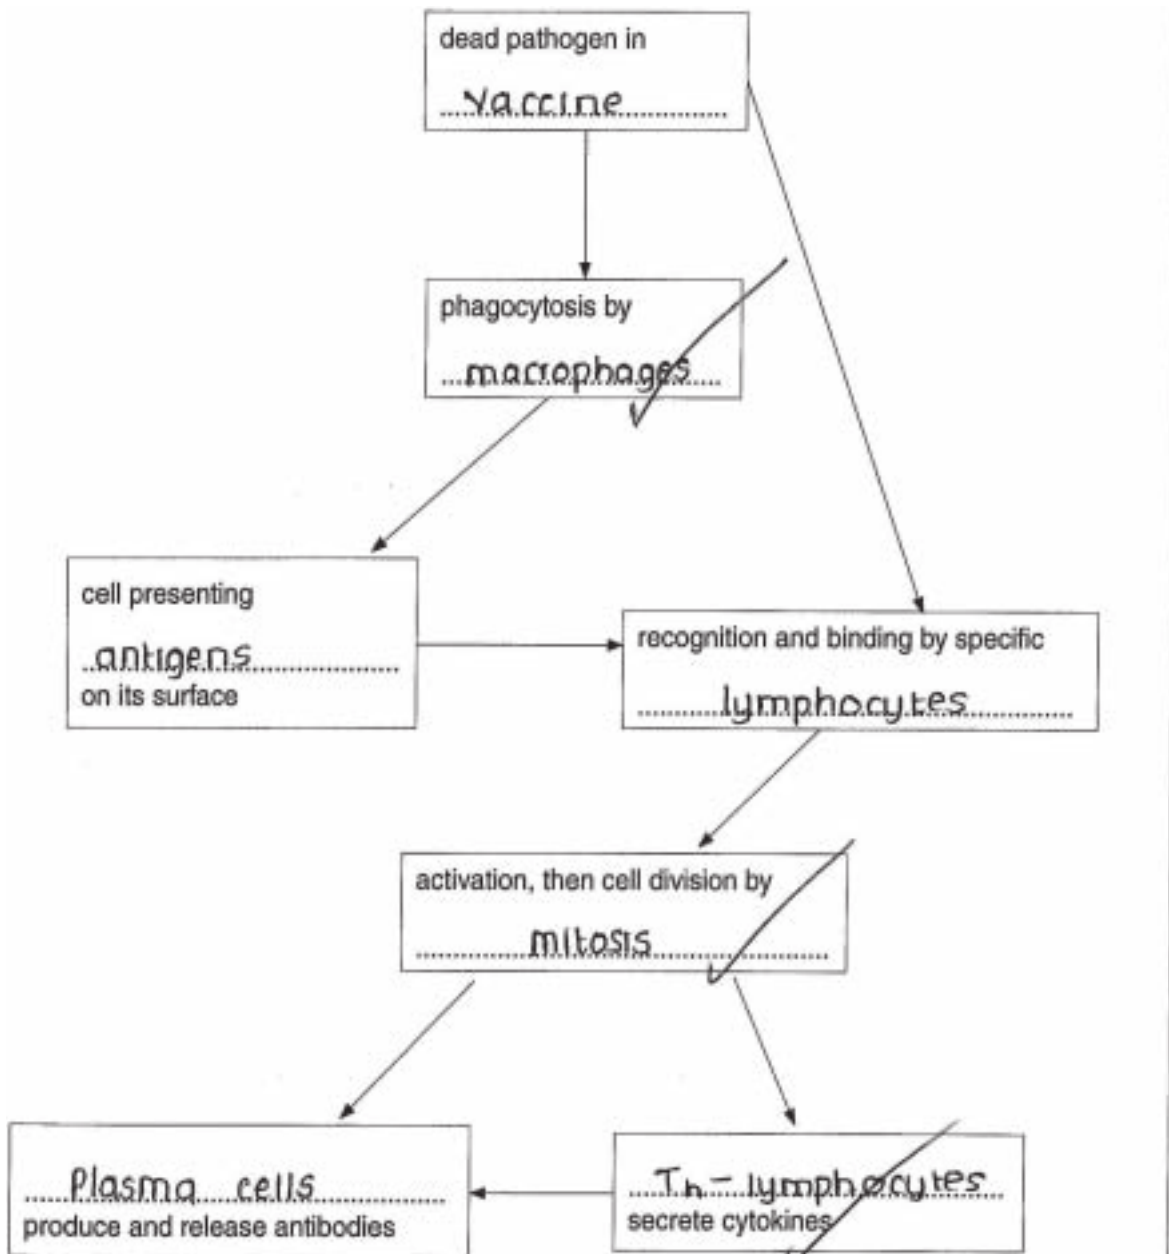 dead pathogen in
vaccine
phagocytosis by
macrophages
cell presenting
antigens
on its surface
recognition and binding by specific
lymphocytes
activation, then cell division by
mitosis
Plasma cells
produce and release antibodies
Th - lymphocytes
secrete cytokines